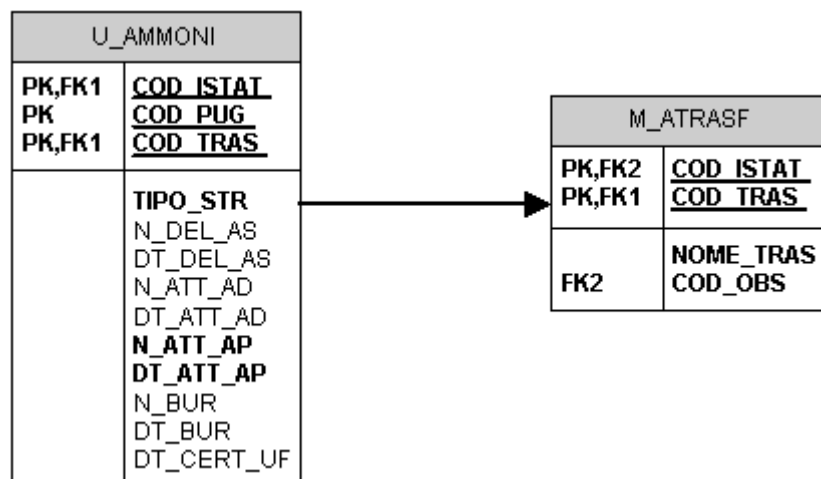 U_AMMONI
PK,FK1 COD_ISTAT
PK COD_PUG
PK,FK1 COD_TRAS
TIPO_STR
N_DEL_AS
DT_DEL_AS
N_ATT_AD
DT_ATT_AD
N_ATT_AP
DT_ATT_AP
N_BUR
DT_BUR
DT_CERT_UF
M_ATRASF
PK,FK2 COD_ISTAT
PK,FK1 COD_TRAS
NOME_TRAS
FK2 COD_OBS